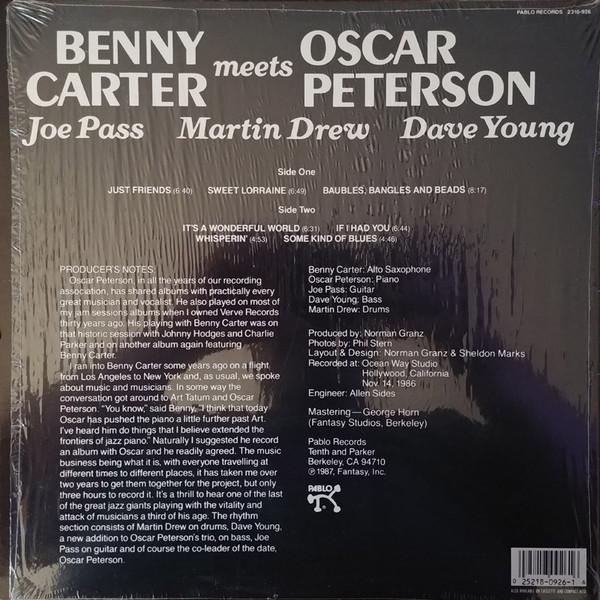 PABLO RECORDS 2310-926
BENNY CARTER meets OSCAR PETERSON
Joe Pass Martin Drew Dave Young
Side One
JUST FRIENDS (6:40) SWEET LORRAINE (6:49) BAUBLES, BANGLES AND BEADS (8:17)
Side Two
IT'S A WONDERFUL WORLD (6:31) IF I HAD YOU (6:44)
WHISPERIN' (4:53) SOME KIND OF BLUES (4:46)
PRODUCER'S NOTES
Oscar Peterson, in all the years of our recording
association, has shared albums with practically every
great musician and vocalist. He also played on most of
my jam sessions albums when I owned Verve Records
thirty years ago. His playing with Benny Carter was on
that historic session with Johnny Hodges and Charlie
Parker and on another album again featuring
Benny Carter.
I ran into Benny Carter some years ago on a flight
from Los Angeles to New York and, as usual, we spoke
about music and musicians. In some way the
conversation got around to Art Tatum and Oscar
Peterson. "You know," said Benny, "I think that today
Oscar has pushed the piano a little further past Art.
I've heard him do things that I believe extended the
frontiers of jazz piano." Naturally I suggested he record
an album with Oscar and he readily agreed. The music
business being what it is, with everyone travelling at
different times to different places, it has taken me over
two years to get them together for the project, but only
three hours to record it. It's a thrill to hear one of the last
of the great jazz giants playing with the vitality and
attack of musicians a third of his age. The rhythm
section consists of Martin Drew on drums, Dave Young,
a new addition to Oscar Peterson's trio, on bass, Joe
Pass on guitar and of course the co-leader of the date,
Oscar Peterson.
Benny Carter: Alto Saxophone
Oscar Peterson: Piano
Joe Pass: Guitar
Dave Young: Bass
Martin Drew: Drums
Produced by: Norman Granz
Photos by: Phil Stern
Layout & Design: Norman Granz & Sheldon Marks
Recorded at: Ocean Way Studio
Hollywood, California
Nov. 14, 1986
Engineer: Allen Sides
Mastering—George Horn
(Fantasy Studios, Berkeley)
Pablo Records
Tenth and Parker
Berkeley, CA 94710
℗1987, Fantasy, Inc.
PABLO
0 25218-0926-1 6
ALSO AVAILABLE ON CASSETTE AND COMPACT DISC